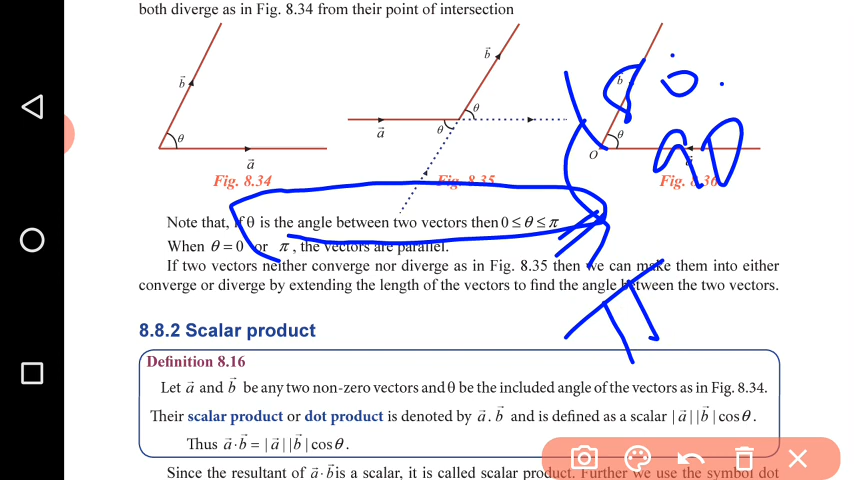 both diverge as in Fig. 8.34 from their point of intersection
b⃗ θ a⃗
b⃗ θ θ a⃗
b θ O
180.
90
Fig. 8.34 Fig. 8.35 Fig. 8.36
Note that, if θ is the angle between two vectors then 0 ≤ θ ≤ π
When θ = 0 or π, the vectors are parallel.
If two vectors neither converge nor diverge as in Fig. 8.35 then we can make them into either
converge or diverge by extending the length of the vectors to find the angle between the two vectors.
π
8.8.2 Scalar product
Definition 8.16
Let a⃗ and b⃗ be any two non-zero vectors and θ be the included angle of the vectors as in Fig. 8.34.
Their scalar product or dot product is denoted by a⃗ . b⃗ and is defined as a scalar |a⃗||b⃗|cosθ.
Thus a⃗·b⃗ = |a⃗||b⃗|cosθ.
Since the resultant of a⃗·b⃗ is a scalar, it is called scalar product. Further we use the symbol dot